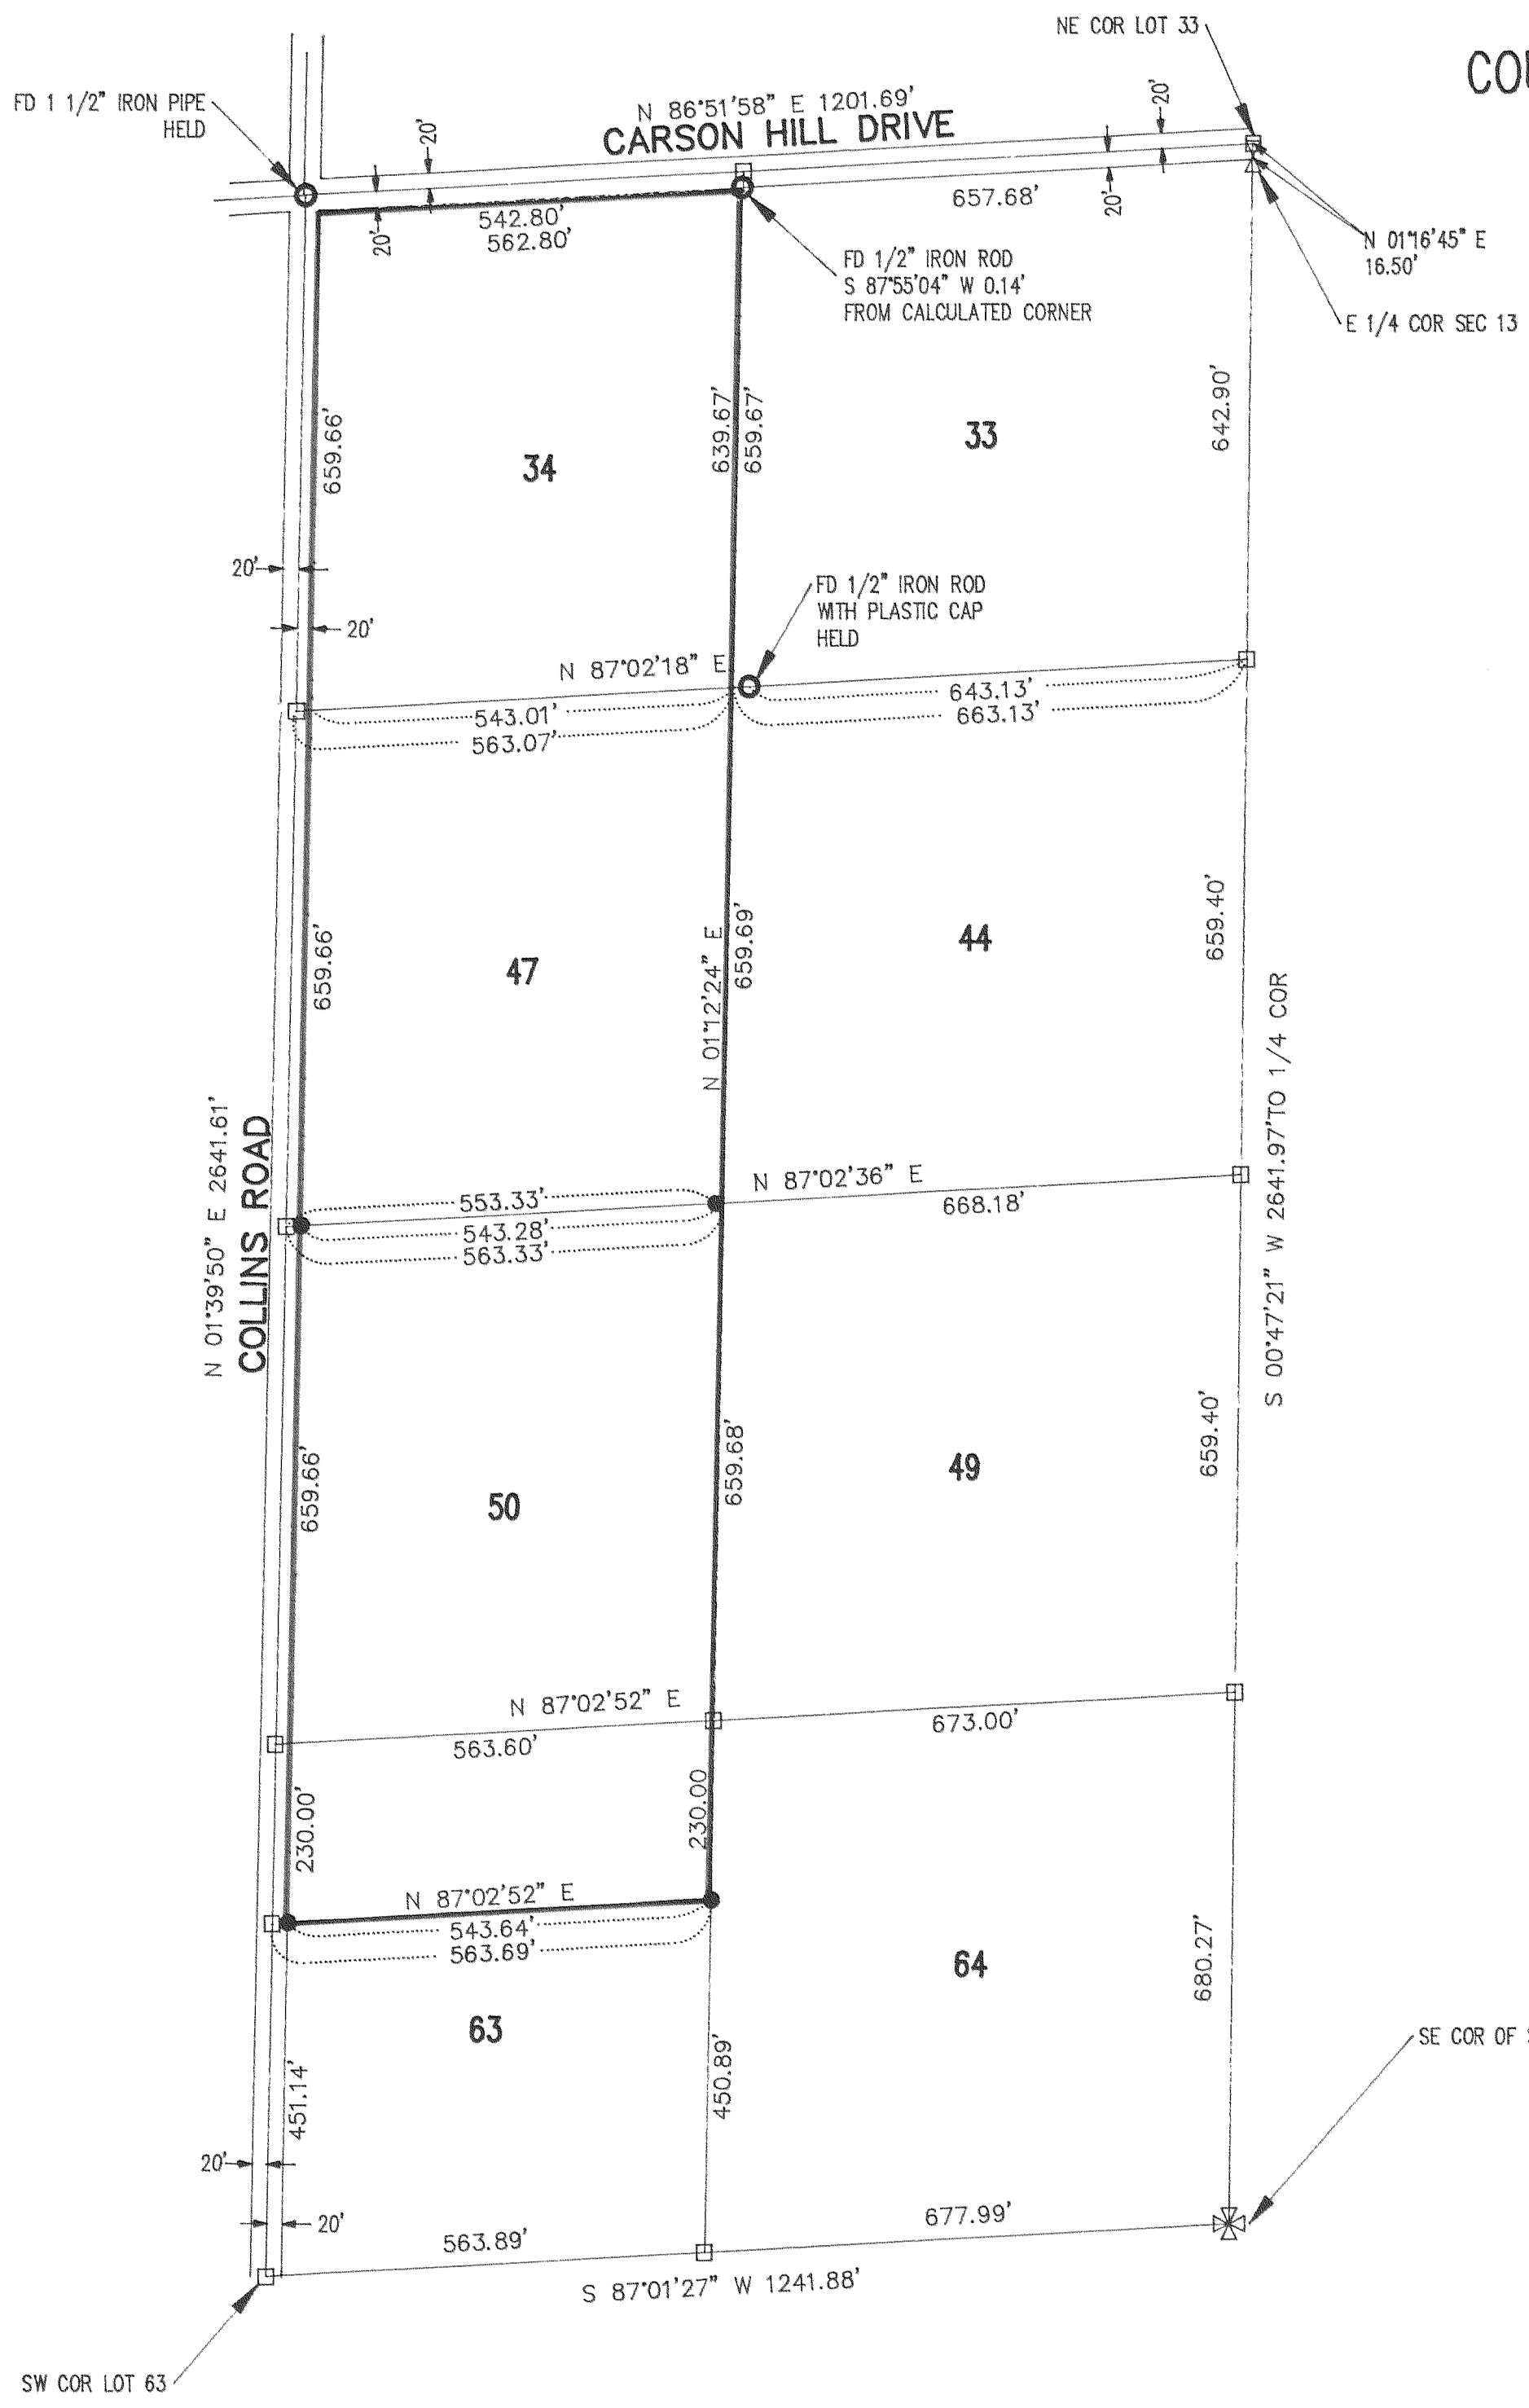 NE COR LOT 33
COU
FD 1 1/2" IRON PIPE
HELD
N 86°51'58" E 1201.69'
CARSON HILL DRIVE
20'
20'
542.80'
562.80'
20'
657.68'
20'
N 01°16'45" E
16.50'
FD 1/2" IRON ROD
S 87°55'04" W 0.14'
FROM CALCULATED CORNER
E 1/4 COR SEC 13
659.66'
34
639.67'
659.67'
33
642.90'
20'
20'
FD 1/2" IRON ROD
WITH PLASTIC CAP
HELD
N 87°02'18" E
543.01'
563.07'
643.13'
663.13'
659.66'
47
N 01°12'24" E
659.69'
44
659.40'
S 00°47'21" W 2641.97'TO 1/4 COR
N 01°39'50" E 2641.61'
COLLINS ROAD
553.33'
543.28'
563.33'
N 87°02'36" E
668.18'
659.66'
50
659.68'
49
659.40'
N 87°02'52" E
563.60'
673.00'
230.00'
230.00
N 87°02'52" E
543.64'
563.69'
63
64
680.27'
451.14'
450.89'
SE COR OF
20'
20'
563.89'
677.99'
S 87°01'27" W 1241.88'
SW COR LOT 63